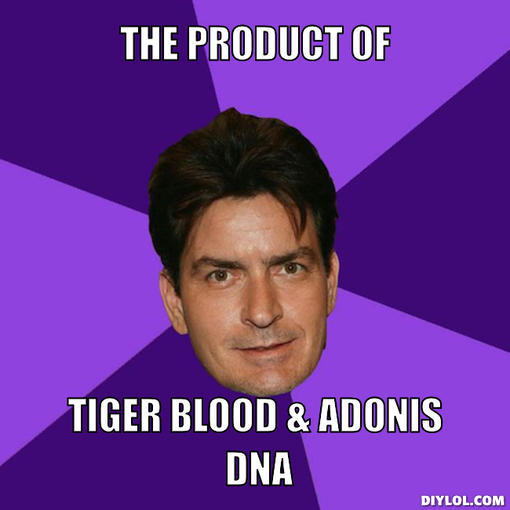 THE PRODUCT OF
TIGER BLOOD & ADONIS
DNA
DIYLOL.COM